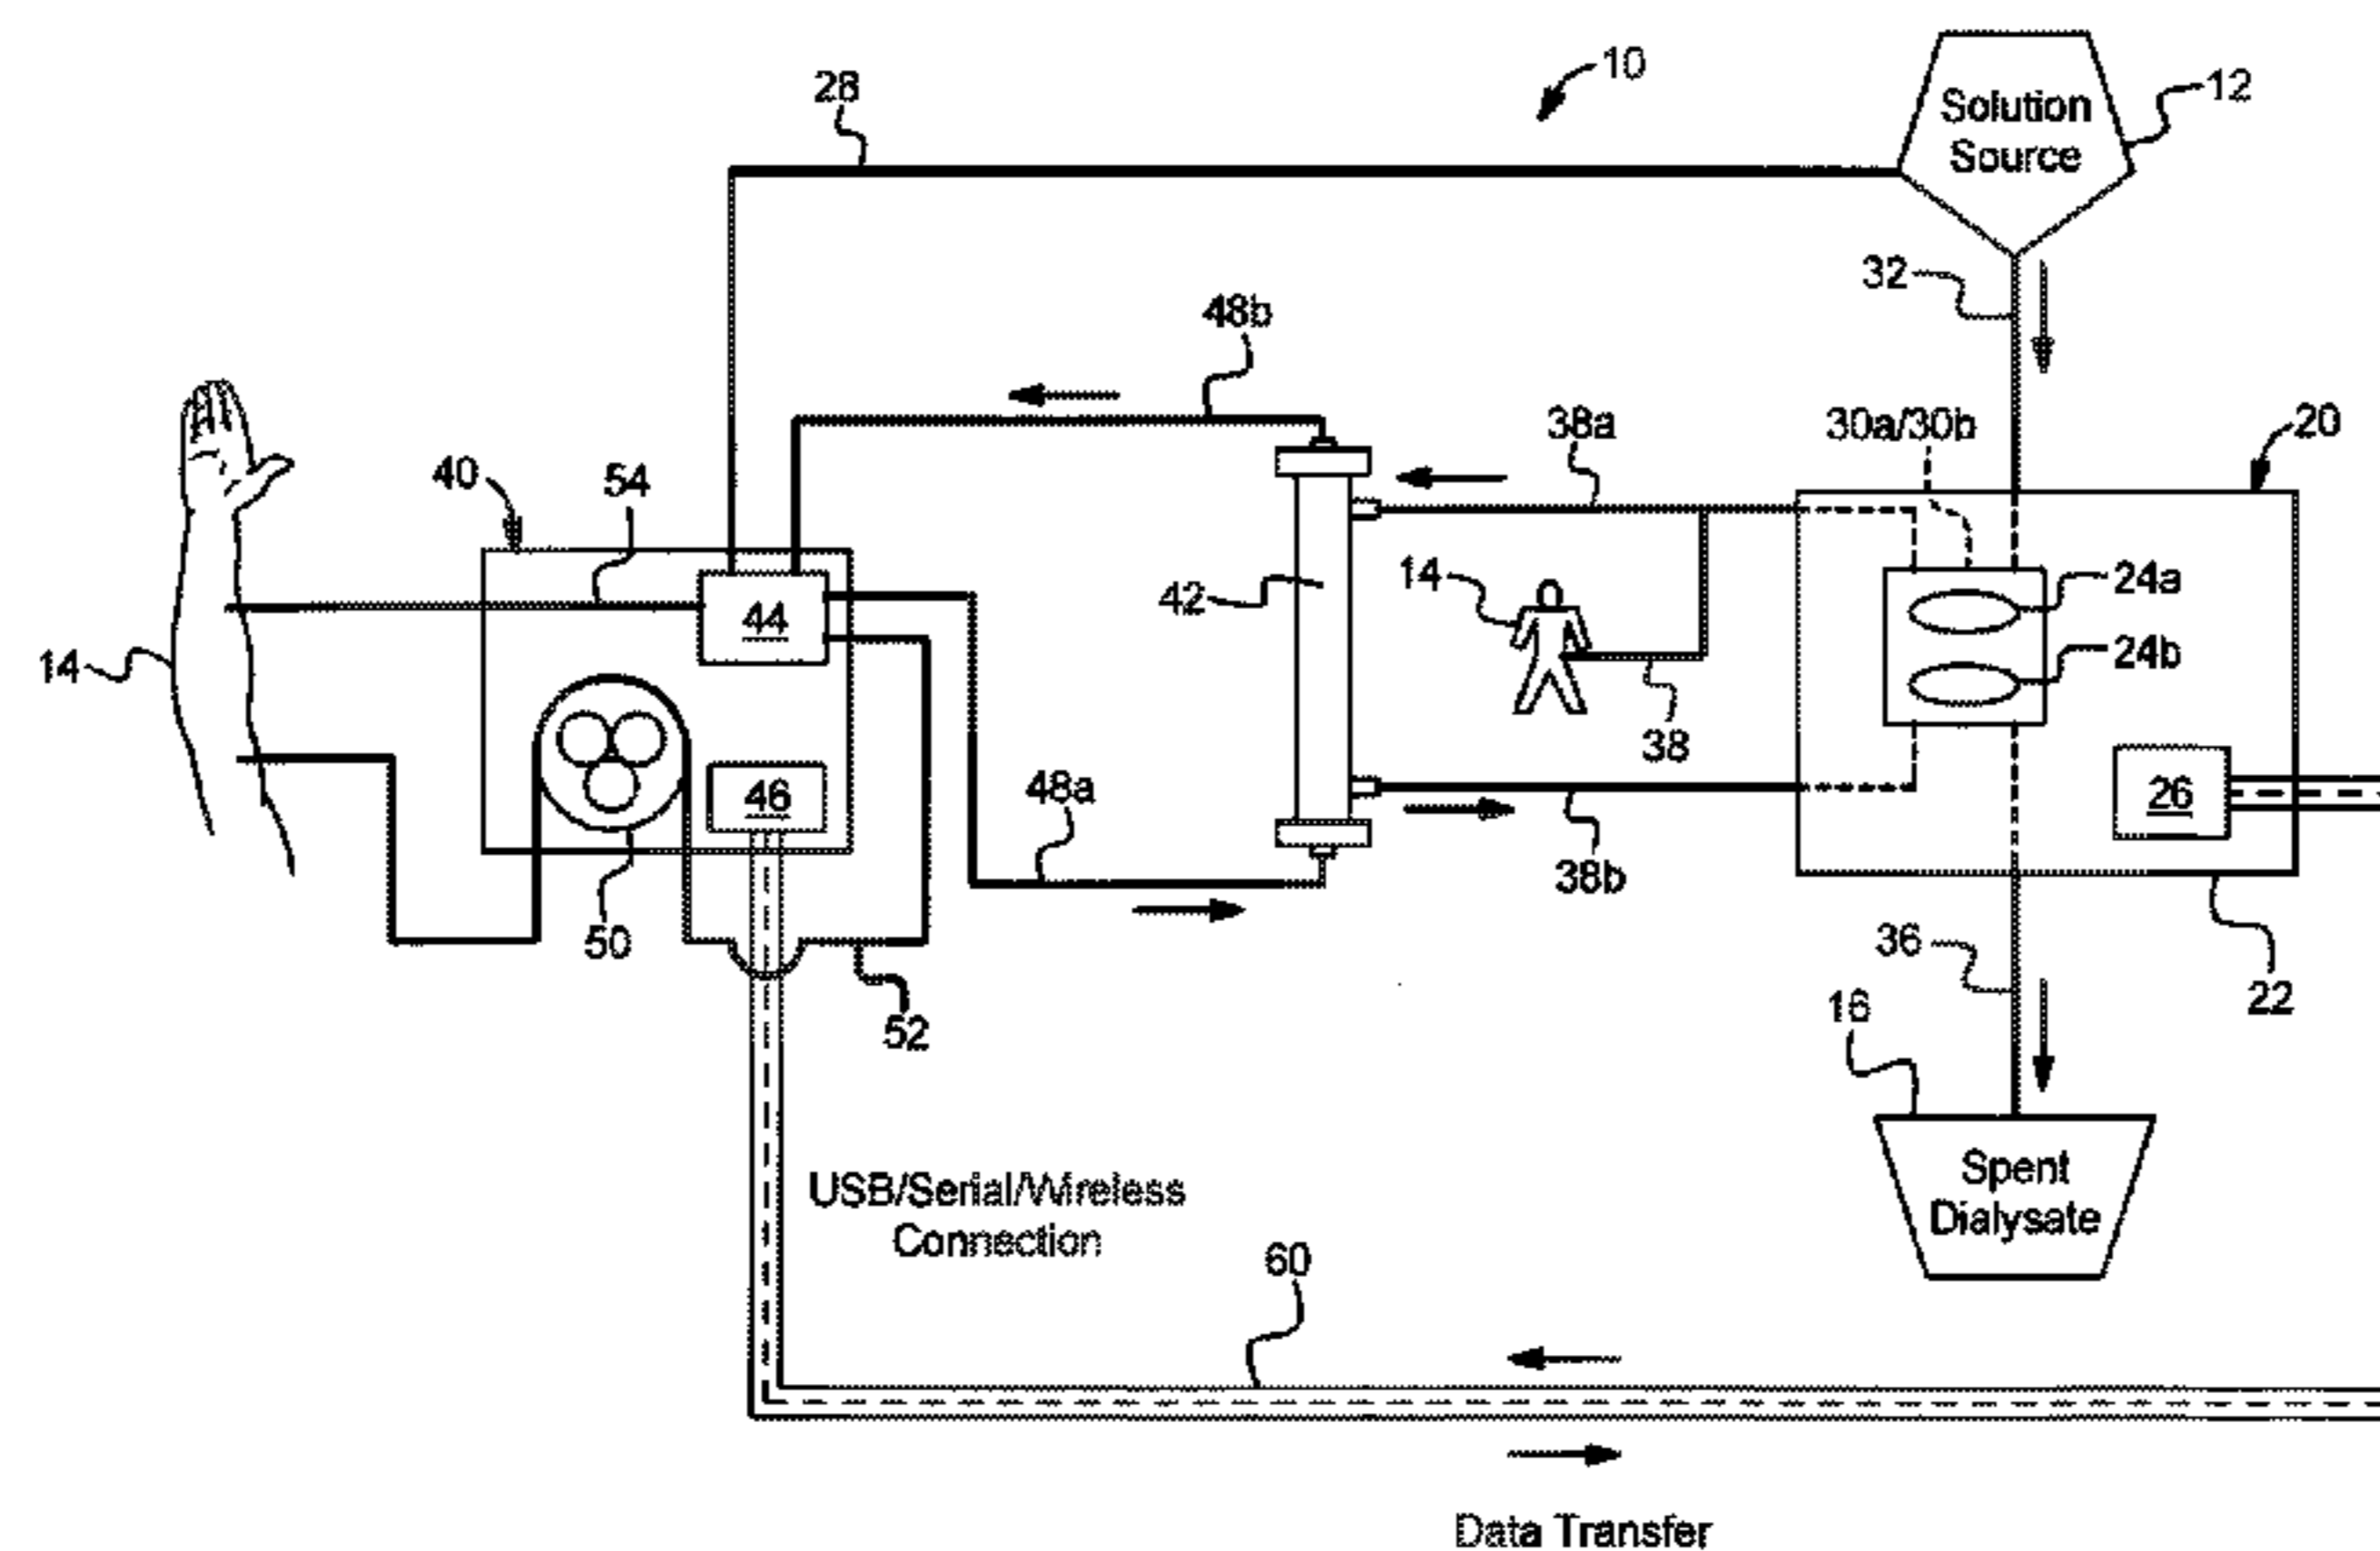 10
28
Solution
Source
12
32
48b
38a
30a/30b
20
40
54
14
42
44
24a
24b
14
38
46
48a
26
38b
50
36
22
52
16
Spent
Dialysate
USB/Serial/Wireless
Connection
60
Data Transfer